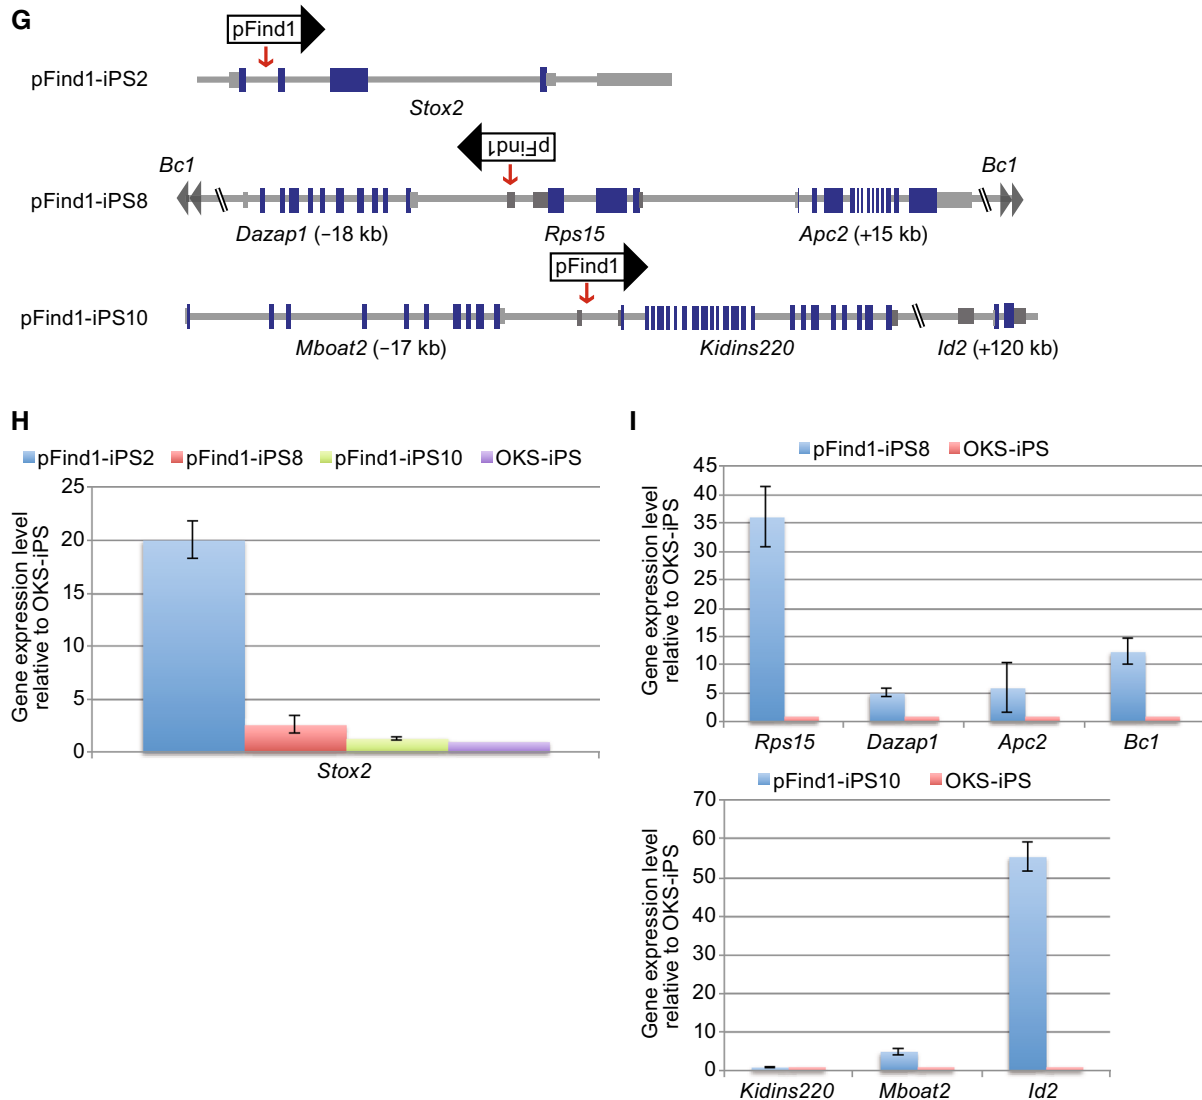 G
pFind1
pFind1-iPS2
Stox2
pFind1
Bc1
Bc1
pFind1-iPS8
Dazap1 (−18 kb)
Rps15
Apc2 (+15 kb)
pFind1
pFind1-iPS10
Mboat2 (−17 kb)
Kidins220
Id2 (+120 kb)
H
pFind1-iPS2 pFind1-iPS8 pFind1-iPS10 OKS-iPS
Gene expression level
relative to OKS-iPS
25
20
15
10
5
0
Stox2
I
pFind1-iPS8 OKS-iPS
Gene expression level
relative to OKS-iPS
45
40
35
30
25
20
15
10
5
0
Rps15 Dazap1 Apc2 Bc1
pFind1-iPS10 OKS-iPS
Gene expression level
relative to OKS-iPS
70
60
50
40
30
20
10
0
Kidins220 Mboat2 Id2